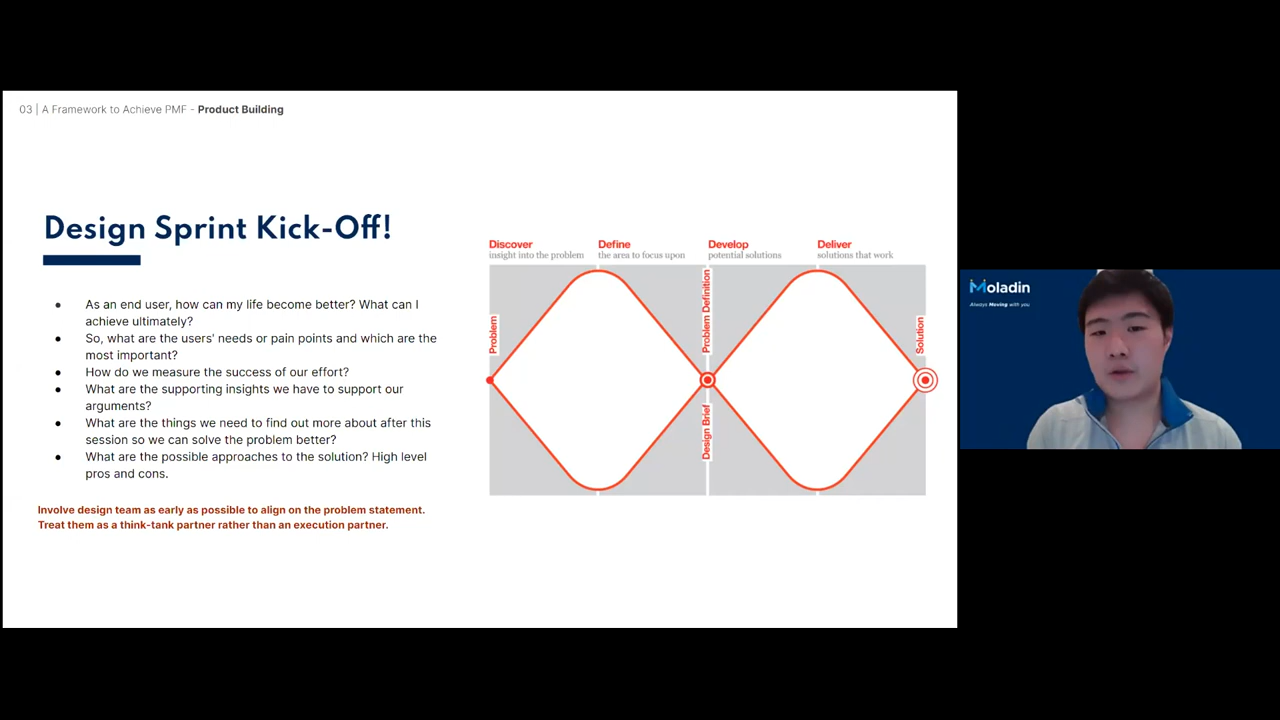 03 | A Framework to Achieve PMF - Product Building
Design Sprint Kick-Off!
● As an end user, how can my life become better? What can I
achieve ultimately?
● So, what are the users' needs or pain points and which are the
most important?
● How do we measure the success of our effort?
● What are the supporting insights we have to support our
arguments?
● What are the things we need to find out more about after this
session so we can solve the problem better?
● What are the possible approaches to the solution? High level
pros and cons.
Involve design team as early as possible to align on the problem statement.
Treat them as a think-tank partner rather than an execution partner.
Discover
insight into the problem
Define
the area to focus upon
Develop
potential solutions
Deliver
solutions that work
Problem
Problem Definition
Design Brief
Solution
Moladin
Always Moving with you